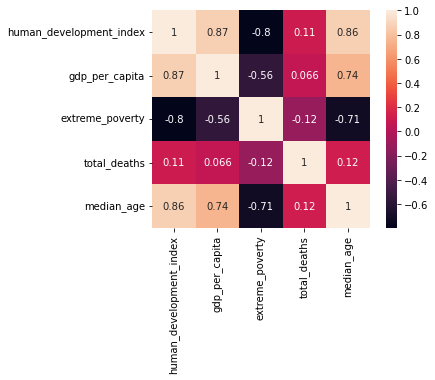 human_development_index 1 0.87 -0.8 0.11 0.86
gdp_per_capita 0.87 1 -0.56 0.066 0.74
extreme_poverty -0.8 -0.56 1 -0.12 -0.71
total_deaths 0.11 0.066 -0.12 1 0.12
median_age 0.86 0.74 -0.71 0.12 1
human_development_index
gdp_per_capita
extreme_poverty
total_deaths
median_age
1.0
0.8
0.6
0.4
0.2
0.0
-0.2
-0.4
-0.6